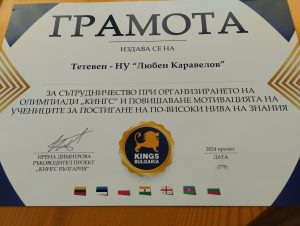 ГРАМОТА
ИЗДАВА СЕ НА
Тетевен - НУ "Любен Каравелов"
ЗА СЪТРУДНИЧЕСТВО ПРИ ОРГАНИЗИРАНЕТО НА
ОЛИМПИАДИ „КИНГС" И ПОВИШАВАНЕ МОТИВАЦИЯТА НА
УЧЕНИЦИТЕ ЗА ПОСТИГАНЕ НА ПО-ВИСОКИ НИВА НА ЗНАНИЯ
ИРЕНА ДИМИТРОВА
РЪКОВОДИТЕЛ ПРОЕКТ
„КИНГС БЪЛГАРИЯ"
KINGS
BULGARIA
2024
ДАТА